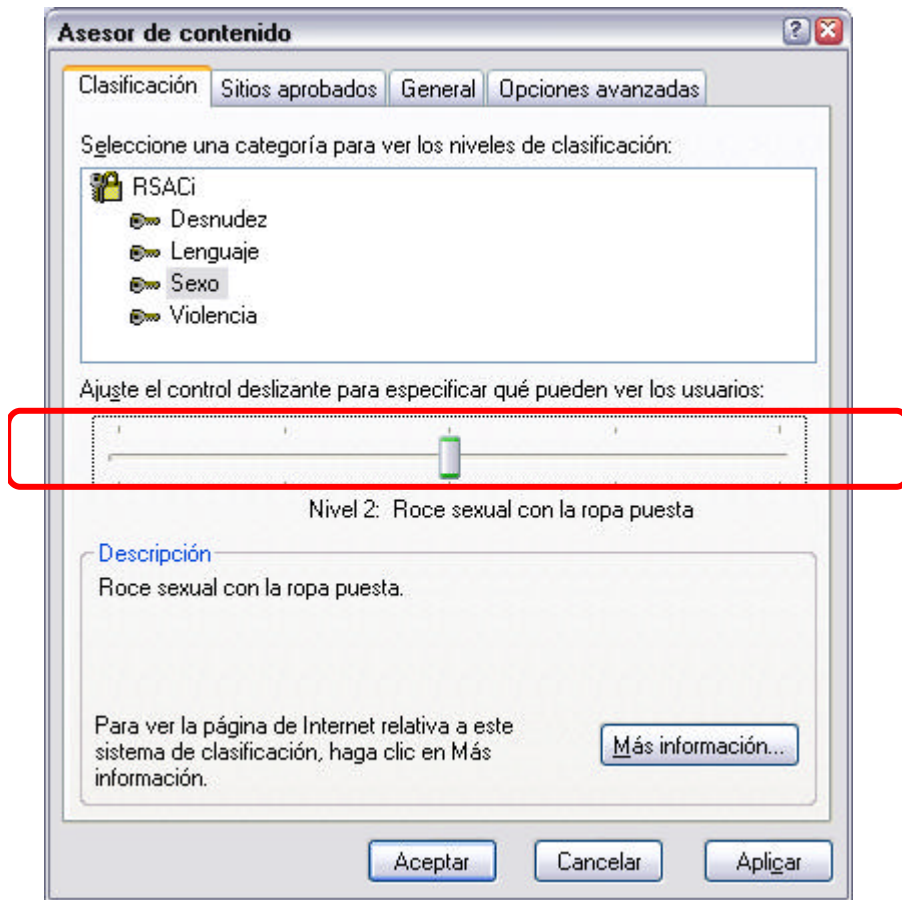 Asesor de contenido
Clasificación Sitios aprobados General Opciones avanzadas
Seleccione una categoría para ver los niveles de clasificación:
RSACi
Desnudez
Lenguaje
Sexo
Violencia
Ajuste el control deslizante para especificar qué pueden ver los usuarios:
Nivel 2: Roce sexual con la ropa puesta
Descripción
Roce sexual con la ropa puesta.
Para ver la página de Internet relativa a este
sistema de clasificación, haga clic en Más
información.
Más información...
Aceptar Cancelar Aplicar